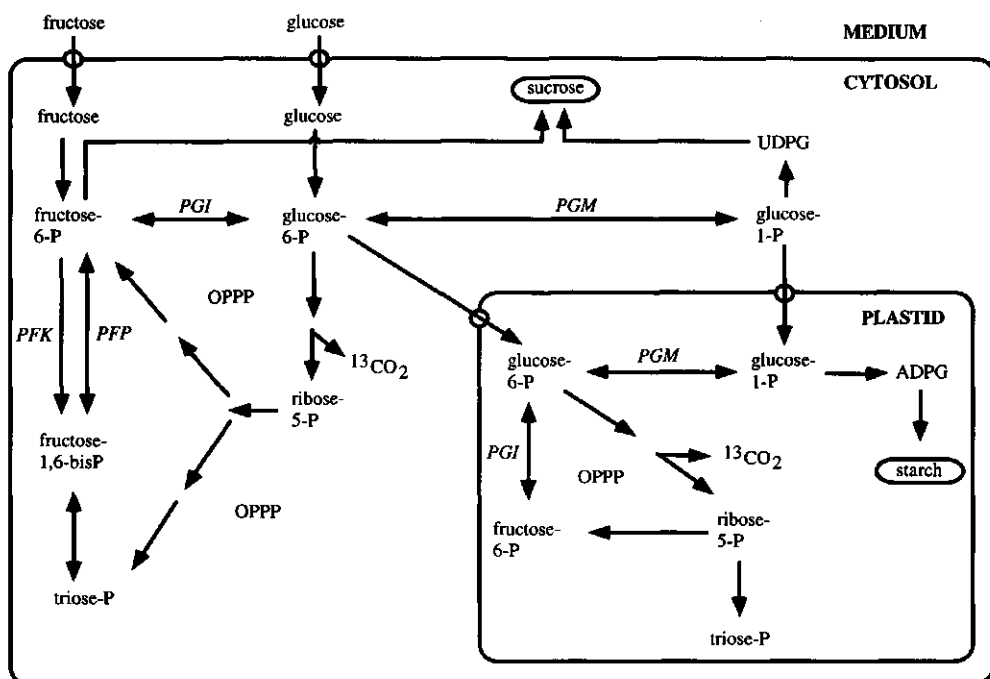 fructose
glucose
MEDIUM
CYTOSOL
fructose
glucose
sucrose
UDPG
fructose-
6-P
PGI
glucose-
6-P
PGM
glucose-
1-P
OPPP
PFK
PFP
¹³CO₂
ribose-
5-P
fructose-
1,6-bisP
OPPP
triose-P
PLASTID
glucose-
6-P
PGM
glucose-
1-P
ADPG
PGI
OPPP
¹³CO₂
starch
fructose-
6-P
ribose-
5-P
triose-P